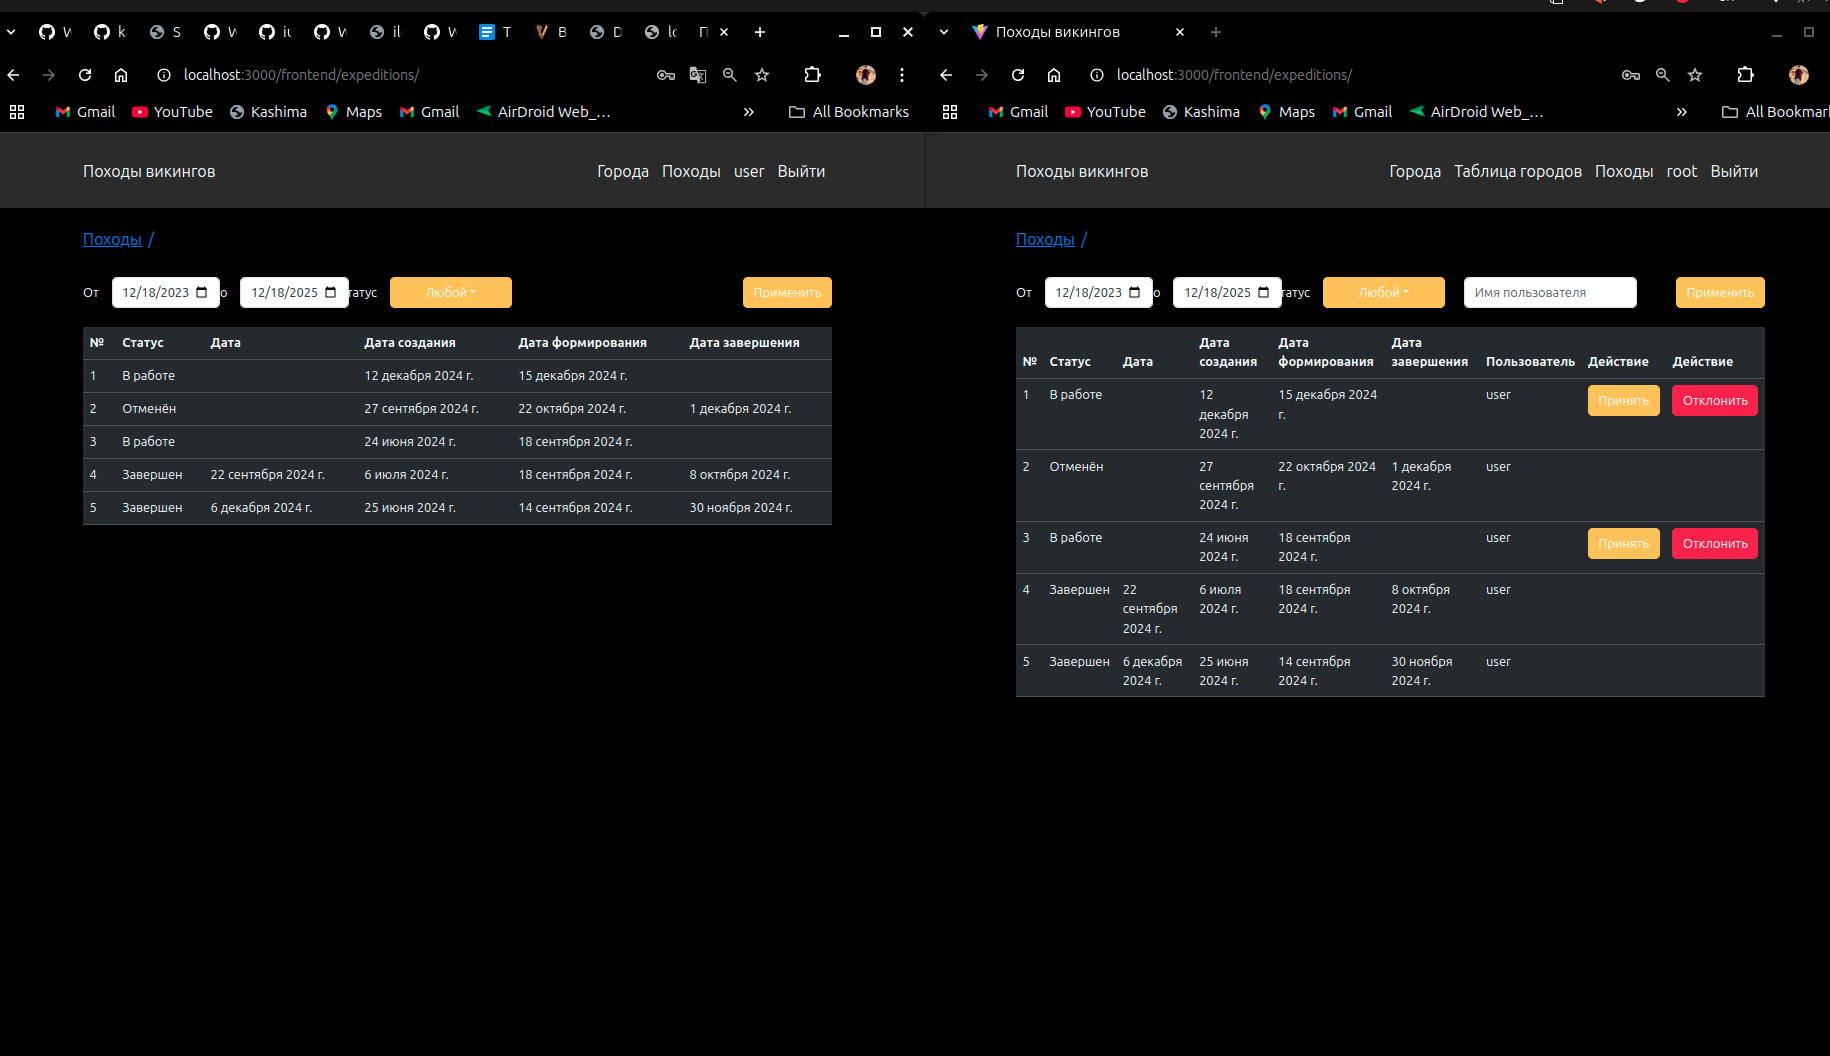 W
k
S
W
iu
W
il
W
T
B
D
lo
П
localhost:3000/frontend/expeditions/
Gmail
YouTube
Kashima
Maps
Gmail
AirDroid Web_...
All Bookmarks
Походы викингов
Города Походы user Выйти
Походы /
От 12/18/2023 о 12/18/2025 татус Любой Применить
№ Статус Дата Дата создания Дата формирования Дата завершения
1 В работе 12 декабря 2024 г. 15 декабря 2024 г.
2 Отменён 27 сентября 2024 г. 22 октября 2024 г. 1 декабря 2024 г.
3 В работе 24 июня 2024 г. 18 сентября 2024 г.
4 Завершен 22 сентября 2024 г. 6 июля 2024 г. 18 сентября 2024 г. 8 октября 2024 г.
5 Завершен 6 декабря 2024 г. 25 июня 2024 г. 14 сентября 2024 г. 30 ноября 2024 г.
Походы викингов
localhost:3000/frontend/expeditions/
Gmail
YouTube
Kashima
Maps
Gmail
AirDroid Web_...
All Bookmar
Походы викингов
Города Таблица городов Походы root Выйти
Походы /
От 12/18/2023 о 12/18/2025 татус Любой Имя пользователя Применить
№ Статус Дата Дата создания Дата формирования Дата завершения Пользователь Действие Действие
1 В работе 12 декабря 2024 г. 15 декабря 2024 г. user Принять Отклонить
2 Отменён 27 сентября 2024 г. 22 октября 2024 г. 1 декабря 2024 г. user
3 В работе 24 июня 2024 г. 18 сентября 2024 г. user Принять Отклонить
4 Завершен 22 сентября 2024 г. 6 июля 2024 г. 18 сентября 2024 г. 8 октября 2024 г. user
5 Завершен 6 декабря 2024 г. 25 июня 2024 г. 14 сентября 2024 г. 30 ноября 2024 г. user